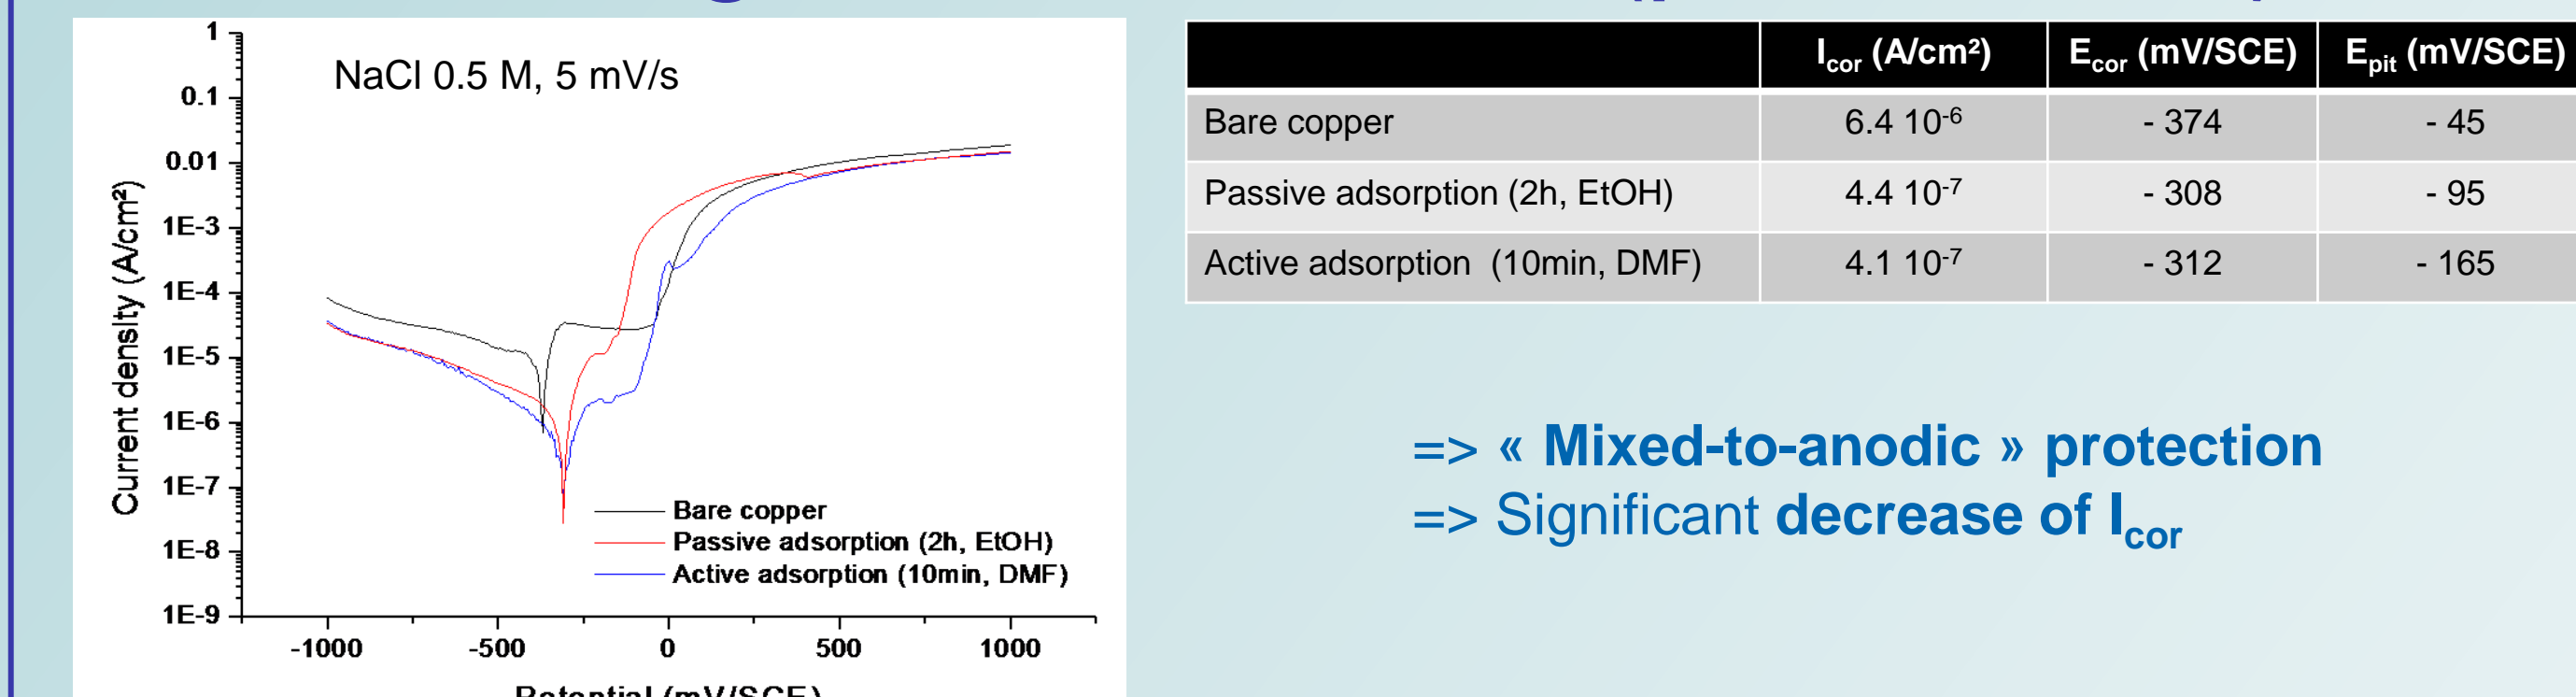 NaCl 0.5 M, 5 mV/s
Current density (A/cm²)
1
0.1
0.01
1E-3
1E-4
1E-5
1E-6
1E-7
1E-8
1E-9
-1000 -500 0 500 1000
Potential (mV/SCE)
Bare copper
Passive adsorption (2h, EtOH)
Active adsorption (10min, DMF)
Icor (A/cm²) Ecor (mV/SCE) Epit (mV/SCE)
Bare copper 6.4 10⁻⁶ - 374 - 45
Passive adsorption (2h, EtOH) 4.4 10⁻⁷ - 308 - 95
Active adsorption (10min, DMF) 4.1 10⁻⁷ - 312 - 165
=> « Mixed-to-anodic » protection
=> Significant decrease of Icor